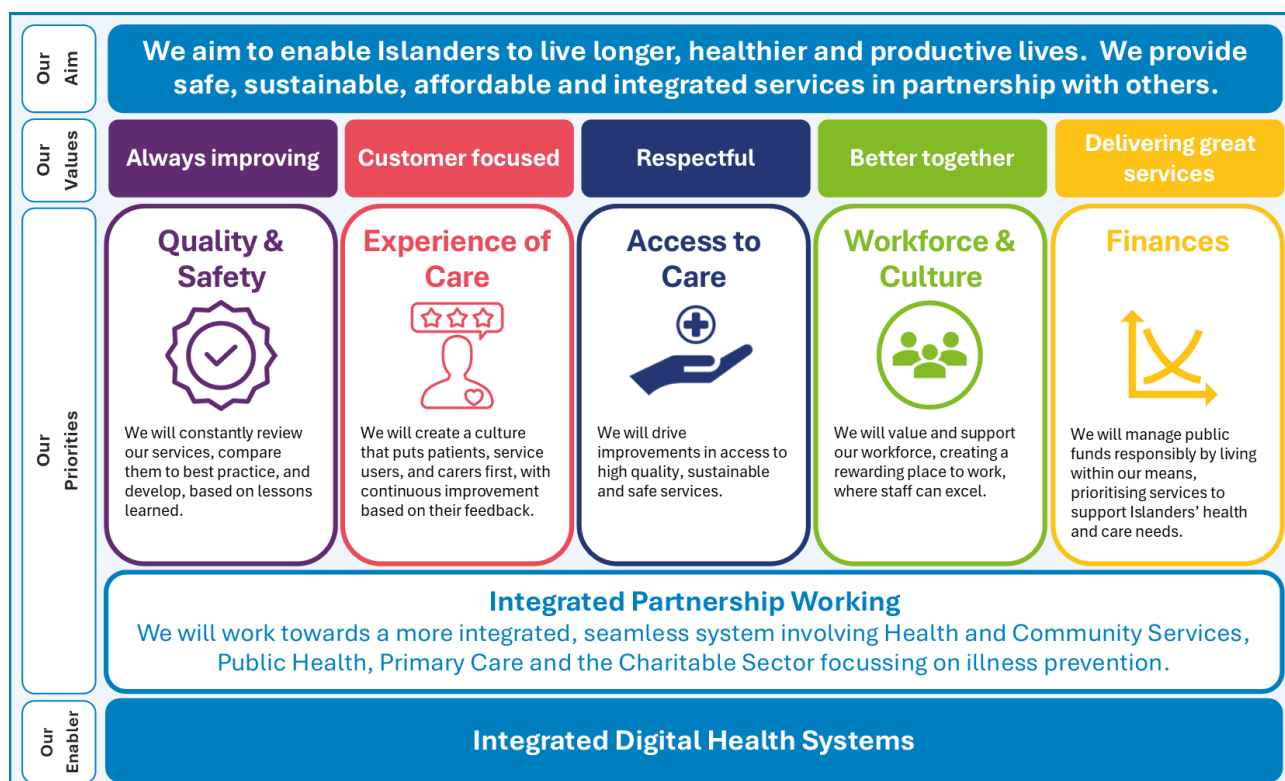 Our
Aim
We aim to enable Islanders to live longer, healthier and productive lives.  We provide
safe, sustainable, affordable and integrated services in partnership with others.
Our
Values
Always improving
Customer focused
Respectful
Better together
Delivering great
services
Our
Priorities
Quality &
Safety
We will constantly review
our services, compare
them to best practice, and
develop, based on lessons
learned.
Experience of
Care
We will create a culture
that puts patients, service
users, and carers first, with
continuous improvement
based on their feedback.
Access to
Care
We will drive
improvements in access to
high quality, sustainable
and safe services.
Workforce &
Culture
We will value and support
our workforce, creating a
rewarding place to work,
where staff can excel.
Finances
We will manage public
funds responsibly by living
within our means,
prioritising services to
support Islanders’ health
and care needs.
Integrated Partnership Working
We will work towards a more integrated, seamless system involving Health and Community Services,
Public Health, Primary Care and the Charitable Sector focussing on illness prevention.
Our
Enabler
Integrated Digital Health Systems